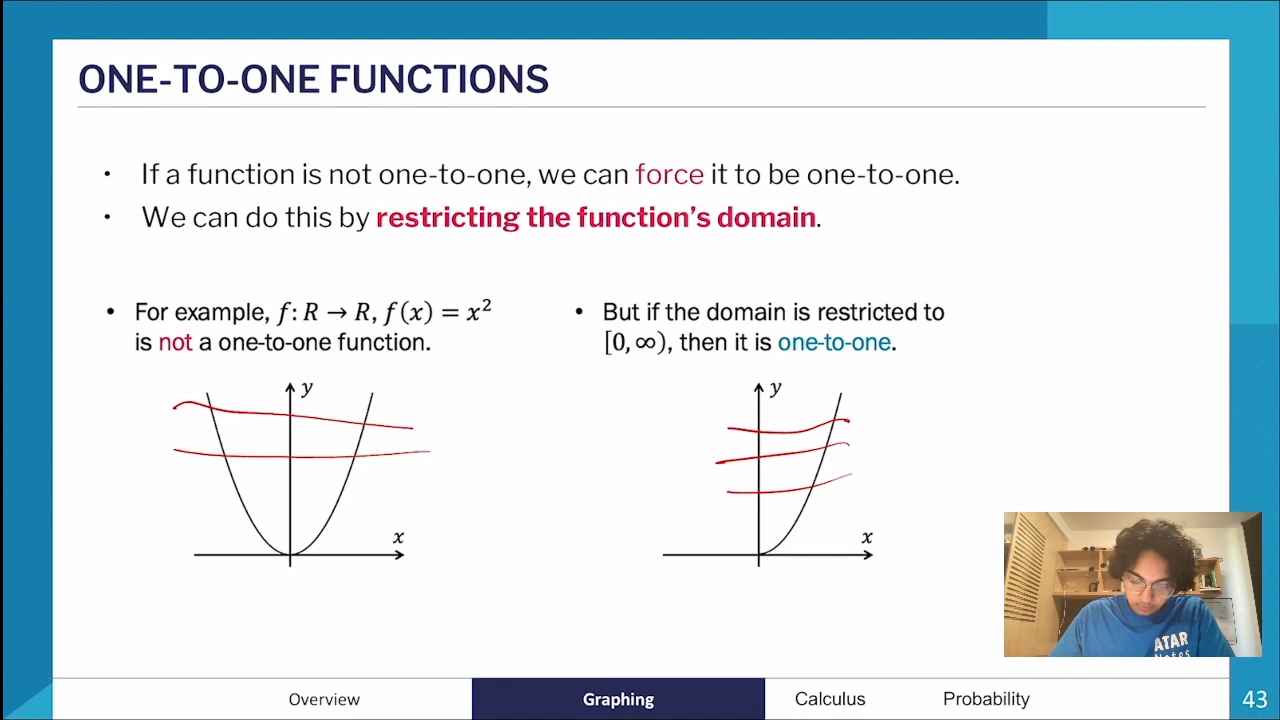 ONE-TO-ONE FUNCTIONS
• If a function is not one-to-one, we can force it to be one-to-one.
• We can do this by restricting the function’s domain.
• For example, f: R → R, f(x) = x²
is not a one-to-one function.
• But if the domain is restricted to
[0, ∞), then it is one-to-one.
y
x
y
x
ATAR
Notes
Overview
Graphing
Calculus
Probability
43